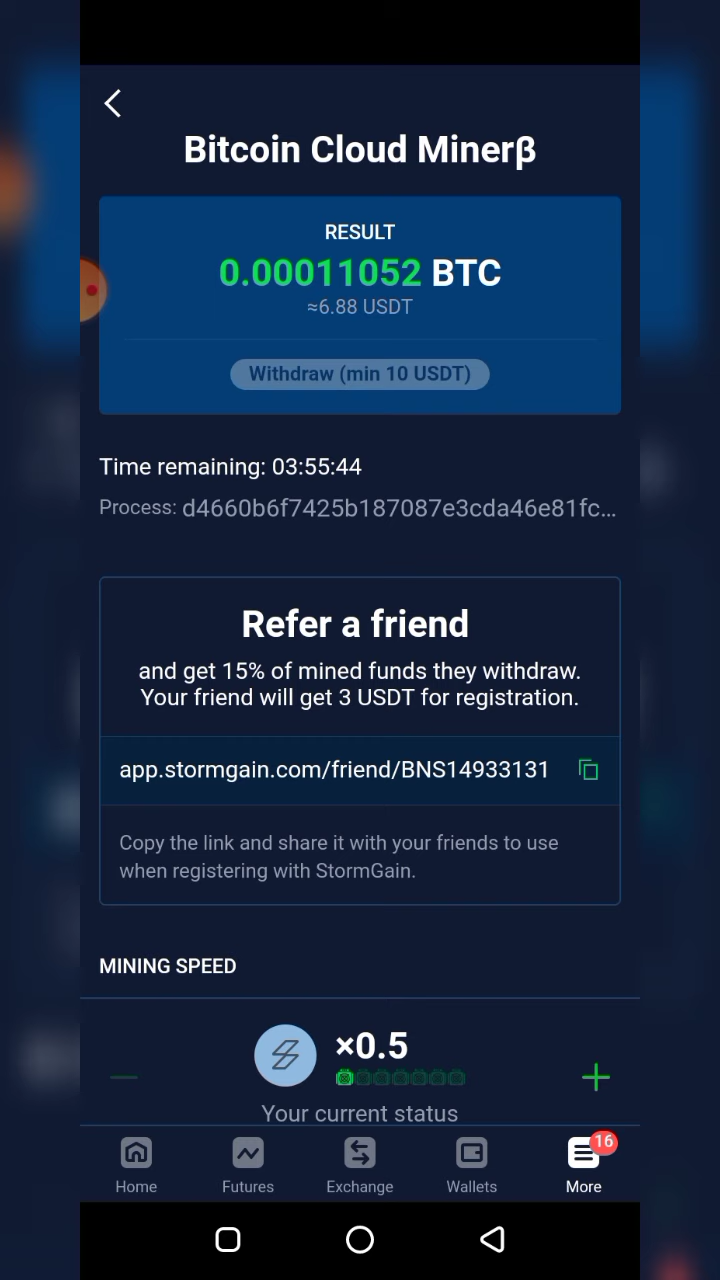 Bitcoin Cloud Minerβ
RESULT
0.00011052 BTC
≈6.88 USDT
Withdraw (min 10 USDT)
Time remaining: 03:55:44
Process: d4660b6f7425b187087e3cda46e81fc...
Refer a friend
and get 15% of mined funds they withdraw.
Your friend will get 3 USDT for registration.
app.stormgain.com/friend/BNS14933131
Copy the link and share it with your friends to use
when registering with StormGain.
MINING SPEED
×0.5
Your current status
16
Home Futures Exchange Wallets More